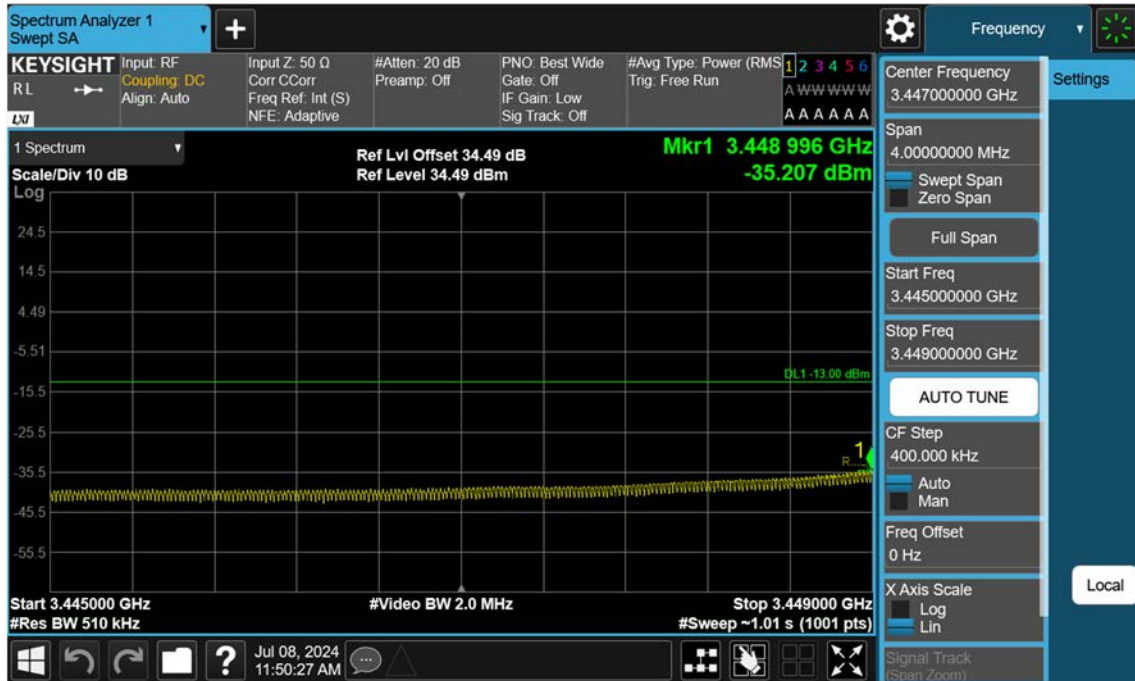 Spectrum Analyzer 1
Swept SA
Frequency
KEYSIGHT
R L
LXI
Input: RF
Coupling: DC
Align: Auto
Input Z: 50 Ω
Corr CCorr
Freq Ref: Int (S)
NFE: Adaptive
#Atten: 20 dB
Preamp: Off
PNO: Best Wide
Gate: Off
IF Gain: Low
Sig Track: Off
#Avg Type: Power (RMS
Trig: Free Run
1 2 3 4 5 6
A W W W W W
A A A A A A
1 Spectrum
Scale/Div 10 dB
Log
Ref Lvl Offset 34.49 dB
Ref Level 34.49 dBm
Mkr1 3.448 996 GHz
-35.207 dBm
24.5
14.5
4.49
-5.51
DL1 -13.00 dBm
-15.5
-25.5
1
-35.5
-45.5
-55.5
Start 3.445000 GHz
#Res BW 510 kHz
#Video BW 2.0 MHz
Stop 3.449000 GHz
#Sweep ~1.01 s (1001 pts)
Jul 08, 2024
11:50:27 AM
?
Center Frequency
3.447000000 GHz
Span
4.00000000 MHz
Swept Span
Zero Span
Full Span
Start Freq
3.445000000 GHz
Stop Freq
3.449000000 GHz
AUTO TUNE
CF Step
400.000 kHz
Auto
Man
Freq Offset
0 Hz
X Axis Scale
Log
Lin
Signal Track
(Span Zoom)
Settings
Local